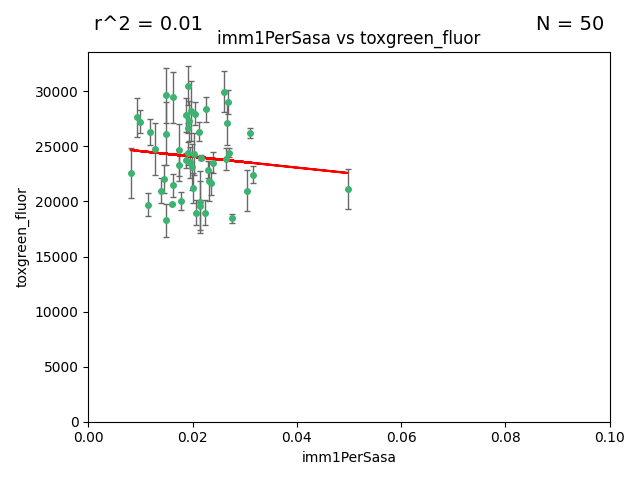 r^2 = 0.01
N = 50
imm1PerSasa vs toxgreen_fluor
toxgreen_fluor
30000
25000
20000
15000
10000
5000
0
0.00 0.02 0.04 0.06 0.08 0.10
imm1PerSasa